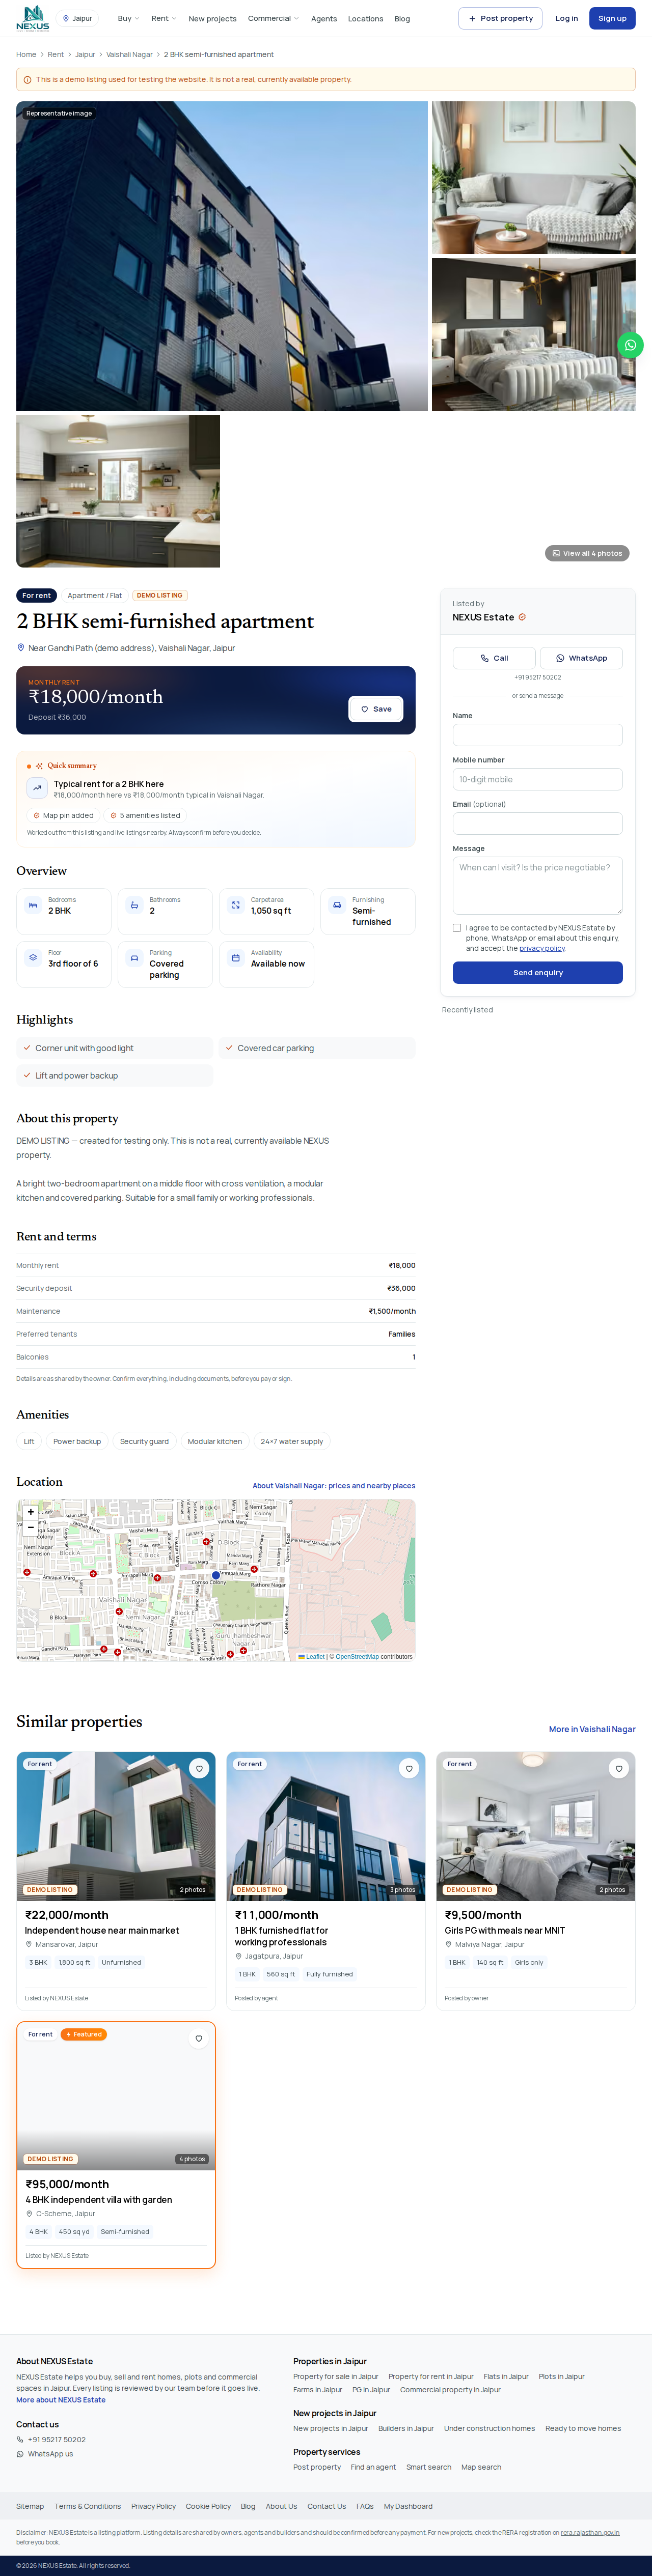 NEXUS
Jaipur
Buy
Rent
New projects
Commercial
Agents
Locations
Blog
Post property
Log in
Sign up
Home > Rent > Jaipur > Vaishali Nagar > 2 BHK semi-furnished apartment
This is a demo listing used for testing the website. It is not a real, currently available property.
Representative image
View all 4 photos
For rent
Apartment / Flat
DEMO LISTING
2 BHK semi-furnished apartment
Near Gandhi Path (demo address), Vaishali Nagar, Jaipur
MONTHLY RENT
₹18,000/month
Deposit ₹36,000
Save
Quick summary
Typical rent for a 2 BHK here
₹18,000/month here vs ₹18,000/month typical in Vaishali Nagar.
Map pin added
5 amenities listed
Worked out from this listing and live listings nearby. Always confirm before you decide.
Overview
Bedrooms
2 BHK
Bathrooms
2
Carpet area
1,050 sq ft
Furnishing
Semi-furnished
Floor
3rd floor of 6
Parking
Covered parking
Availability
Available now
Highlights
Corner unit with good light
Covered car parking
Lift and power backup
About this property
DEMO LISTING — created for testing only. This is not a real, currently available NEXUS
property.
A bright two-bedroom apartment on a middle floor with cross ventilation, a modular
kitchen and covered parking. Suitable for a small family or working professionals.
Rent and terms
Monthly rent ₹18,000
Security deposit ₹36,000
Maintenance ₹1,500/month
Preferred tenants Families
Balconies 1
Details are as shared by the owner. Confirm everything, including documents, before you pay or sign.
Amenities
Lift
Power backup
Security guard
Modular kitchen
24×7 water supply
Location
About Vaishali Nagar: prices and nearby places
+
−
Block A
C Block
D Block
Vaishali Nagar
Nemi Nagar
B Block
Block E
Amrapali Marg
Vaishali Marg
Rathore Nagar
Guru Jhambeshwar
Nagar A
Gandhi Path
Leaflet | © OpenStreetMap contributors
Listed by
NEXUS Estate
Call
WhatsApp
+91 95217 50202
or send a message
Name
Mobile number
10-digit mobile
Email (optional)
Message
When can I visit? Is the price negotiable?
I agree to be contacted by NEXUS Estate by
phone, WhatsApp or email about this enquiry,
and accept the privacy policy
Send enquiry
Recently listed
Similar properties
More in Vaishali Nagar
For rent
DEMO LISTING
2 photos
₹22,000/month
Independent house near main market
Mansarovar, Jaipur
3 BHK
1,800 sq ft
Unfurnished
Listed by NEXUS Estate
For rent
DEMO LISTING
3 photos
₹11,000/month
1 BHK furnished flat for
working professionals
Jagatpura, Jaipur
1 BHK
560 sq ft
Fully furnished
Posted by agent
For rent
DEMO LISTING
2 photos
₹9,500/month
Girls PG with meals near MNIT
Malviya Nagar, Jaipur
1 BHK
140 sq ft
Girls only
Posted by owner
For rent
Featured
DEMO LISTING
4 photos
₹95,000/month
4 BHK independent villa with garden
C-Scheme, Jaipur
4 BHK
450 sq yd
Semi-furnished
Listed by NEXUS Estate
About NEXUS Estate
NEXUS Estate helps you buy, sell and rent homes, plots and commercial
spaces in Jaipur. Every listing is reviewed by our team before it goes live.
More about NEXUS Estate
Contact us
+91 95217 50202
WhatsApp us
Properties in Jaipur
Property for sale in Jaipur
Property for rent in Jaipur
Flats in Jaipur
Plots in Jaipur
Farms in Jaipur
PG in Jaipur
Commercial property in Jaipur
New projects in Jaipur
New projects in Jaipur
Builders in Jaipur
Under construction homes
Ready to move homes
Property services
Post property
Find an agent
Smart search
Map search
Sitemap
Terms & Conditions
Privacy Policy
Cookie Policy
Blog
About Us
Contact Us
FAQs
My Dashboard
Disclaimer: NEXUS Estate is a listing platform. Listing details are shared by owners, agents and builders and should be confirmed before any payment. For new projects, check the RERA registration on rera.rajasthan.gov.in
before you book.
© 2026 NEXUS Estate. All rights reserved.